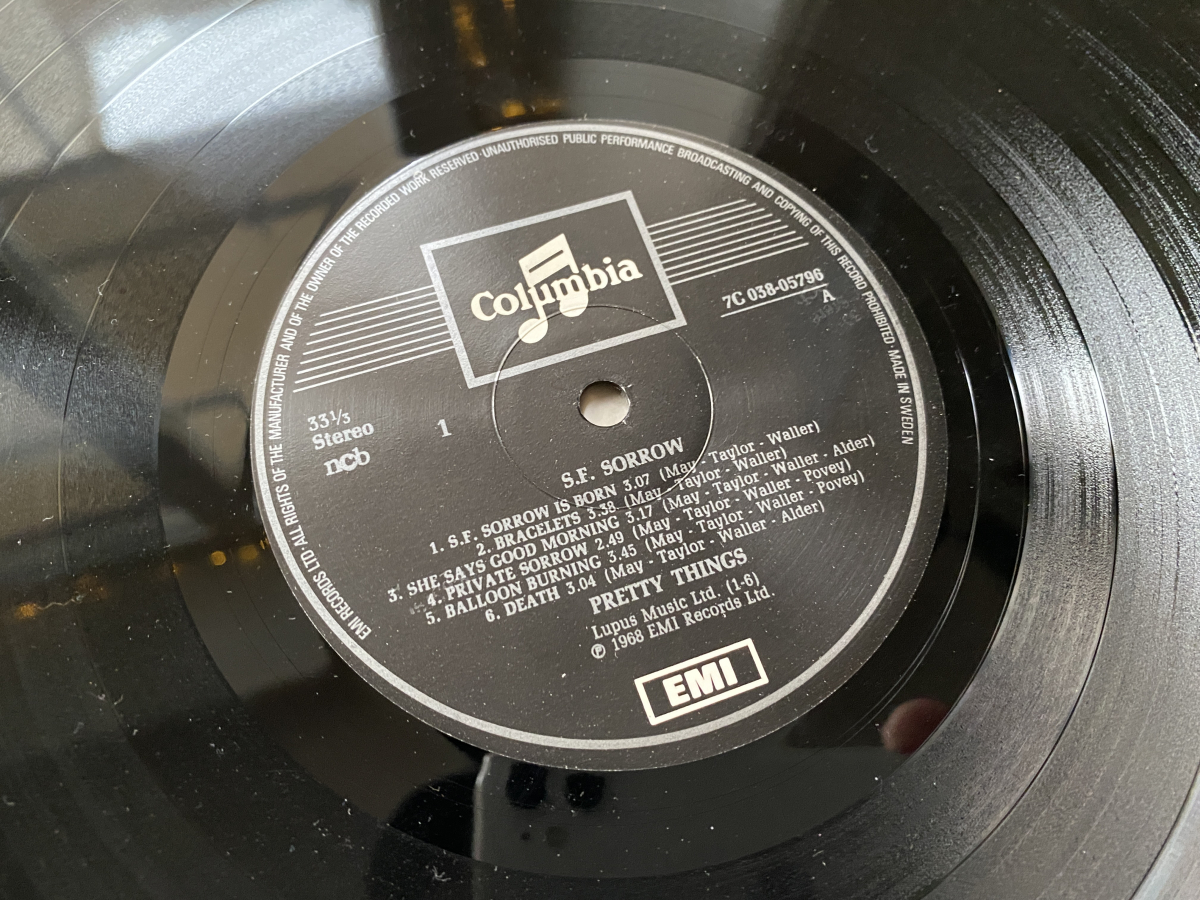 EMI RECORDS LTD·ALL RIGHTS OF THE MANUFACTURER AND OF THE OWNER OF THE RECORDED WORK RESERVED·UNAUTHORISED PUBLIC PERFORMANCE BROADCASTING AND COPYING OF THIS RECORD PROHIBITED·MADE IN SWEDEN
Columbia
7C 038-05796
A
33 1/3
Stereo
ncb
1
S.F. SORROW
1. S.F. SORROW IS BORN 3.07 (May - Taylor - Waller)
2. BRACELETS 3.38 (May - Taylor - Waller)
3. SHE SAYS GOOD MORNING 3.17 (May - Taylor - Waller - Alder)
4. PRIVATE SORROW 2.49 (May - Taylor - Waller - Povey)
5. BALLOON BURNING 3.45 (May - Taylor - Waller - Povey)
6. DEATH 3.04 (May - Taylor - Waller - Alder)
PRETTY THINGS
Lupus Music Ltd. (1-6)
℗ 1968 EMI Records Ltd.
EMI